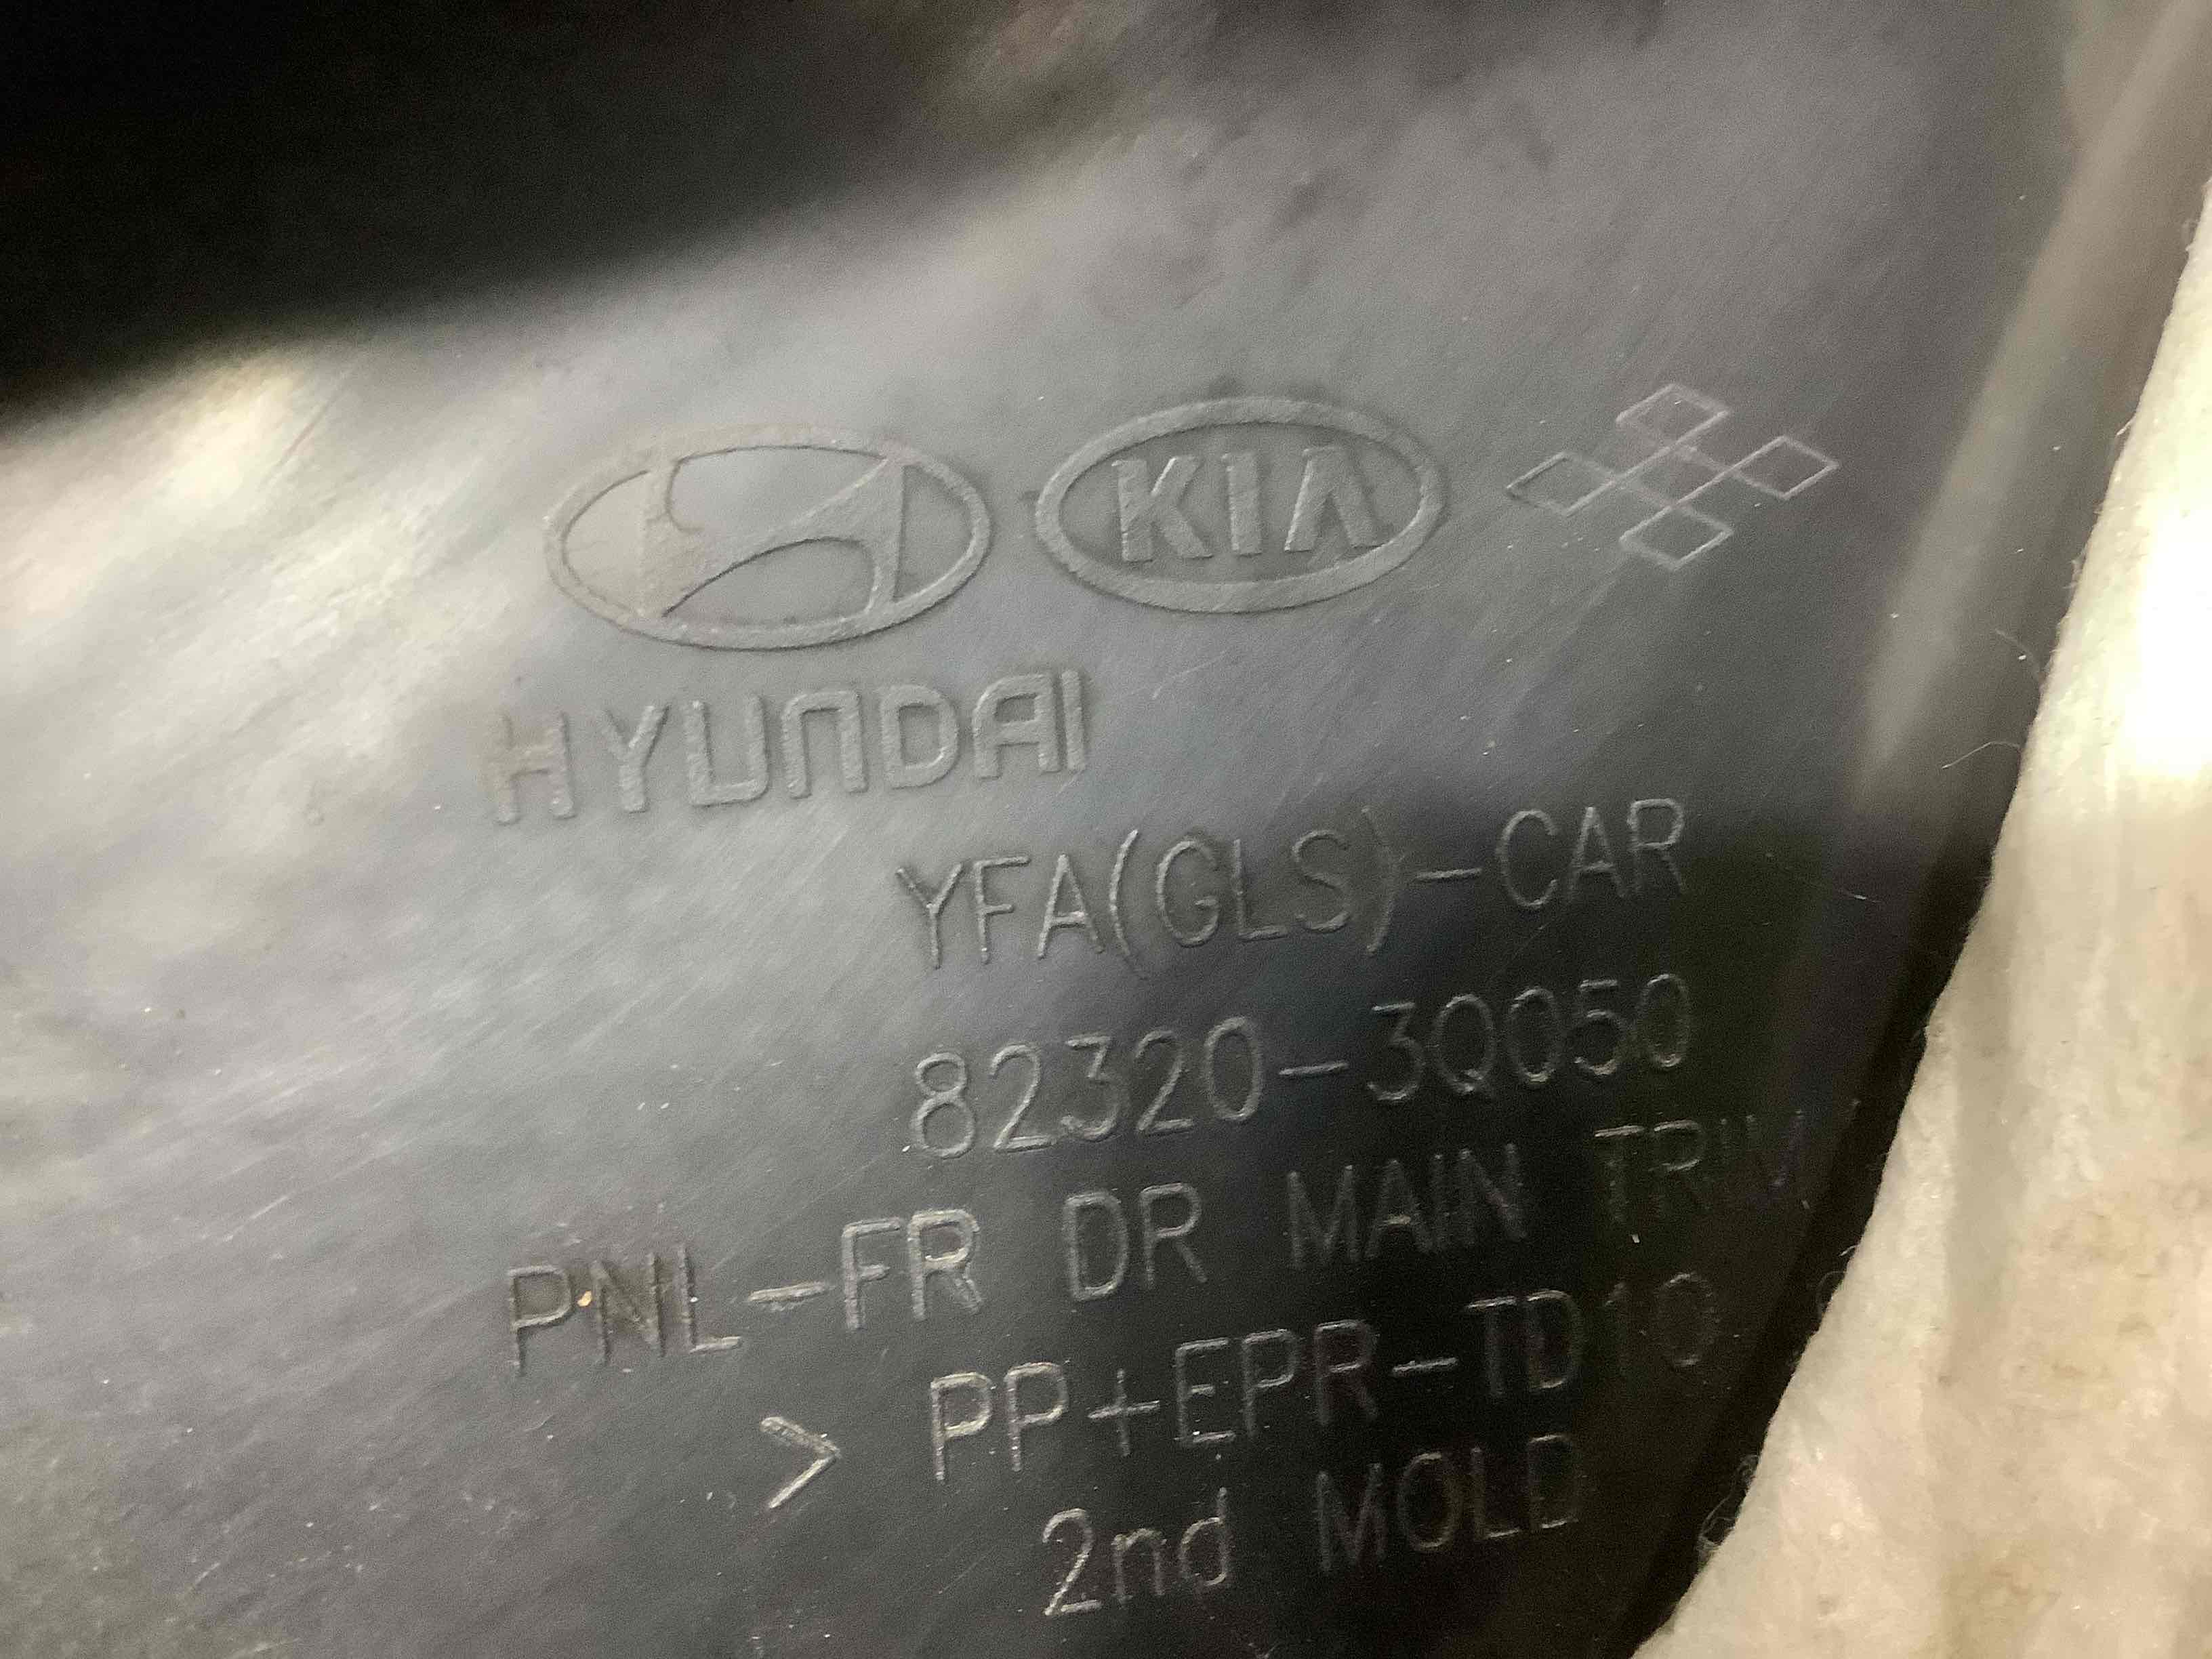 KIA
HYUNDAI
YFA(GLS)-CAR
82320-3Q050
PNL-FR DR MAIN TRIM
> PP+EPR-TD10
2nd MOLD